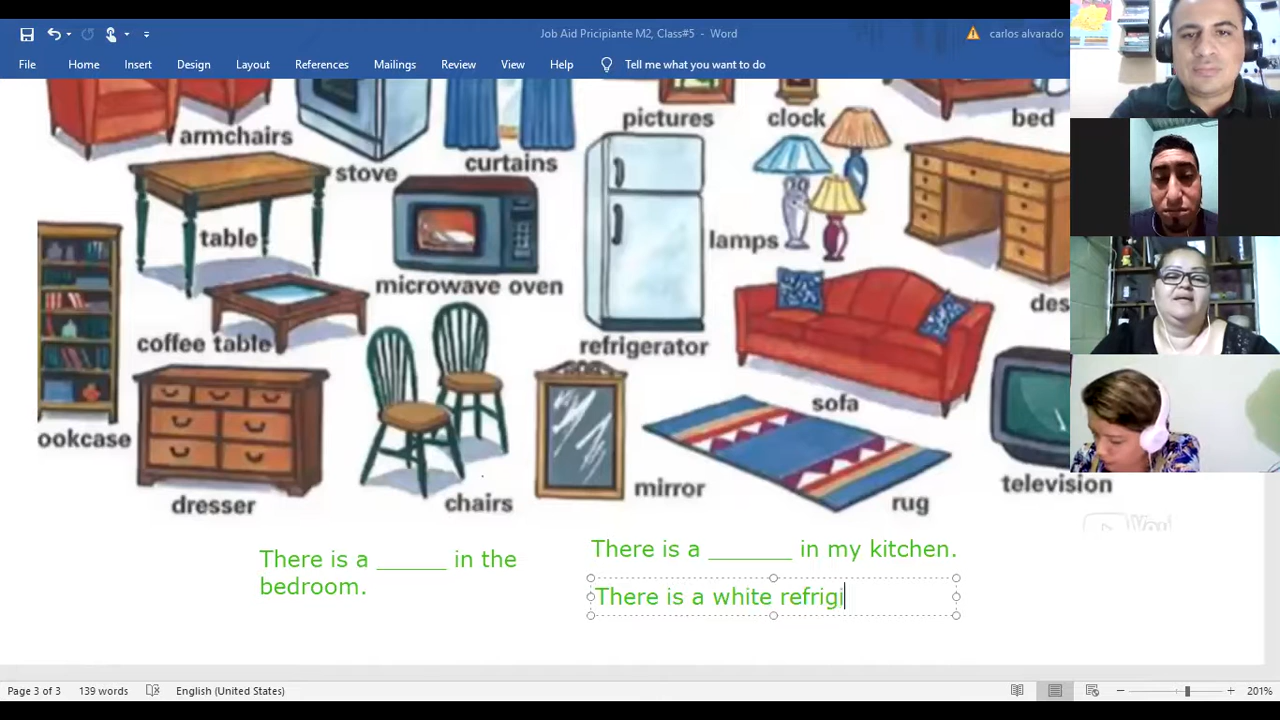 Job Aid Pricipiante M2, Class#5 - Word
carlos alvarado
File Home Insert Design Layout References Mailings Review View Help Tell me what you want to do
armchairs
stove
curtains
pictures
clock
bed
table
microwave oven
refrigerator
lamps
des
coffee table
sofa
ookcase
dresser
chairs
mirror
rug
television
You
There is a ______ in the
bedroom.
There is a _______ in my kitchen.
There is a white refrigi
Page 3 of 3 139 words English (United States) 201%